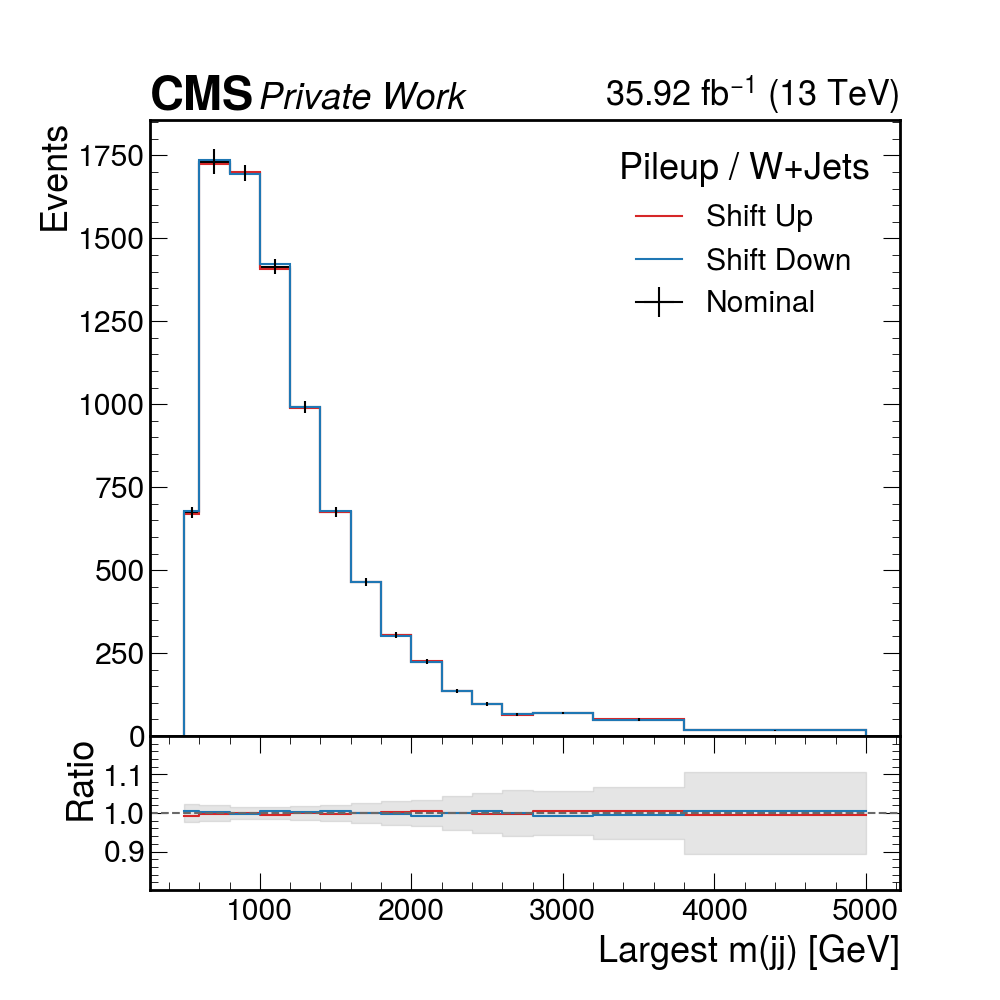 CMS Private Work 35.92 fb⁻¹ (13 TeV)
Events
1750
1500
1250
1000
750
500
250
0
Pileup / W+Jets
Shift Up
Shift Down
Nominal
Ratio
1.1
1.0
0.9
1000 2000 3000 4000 5000
Largest m(jj) [GeV]